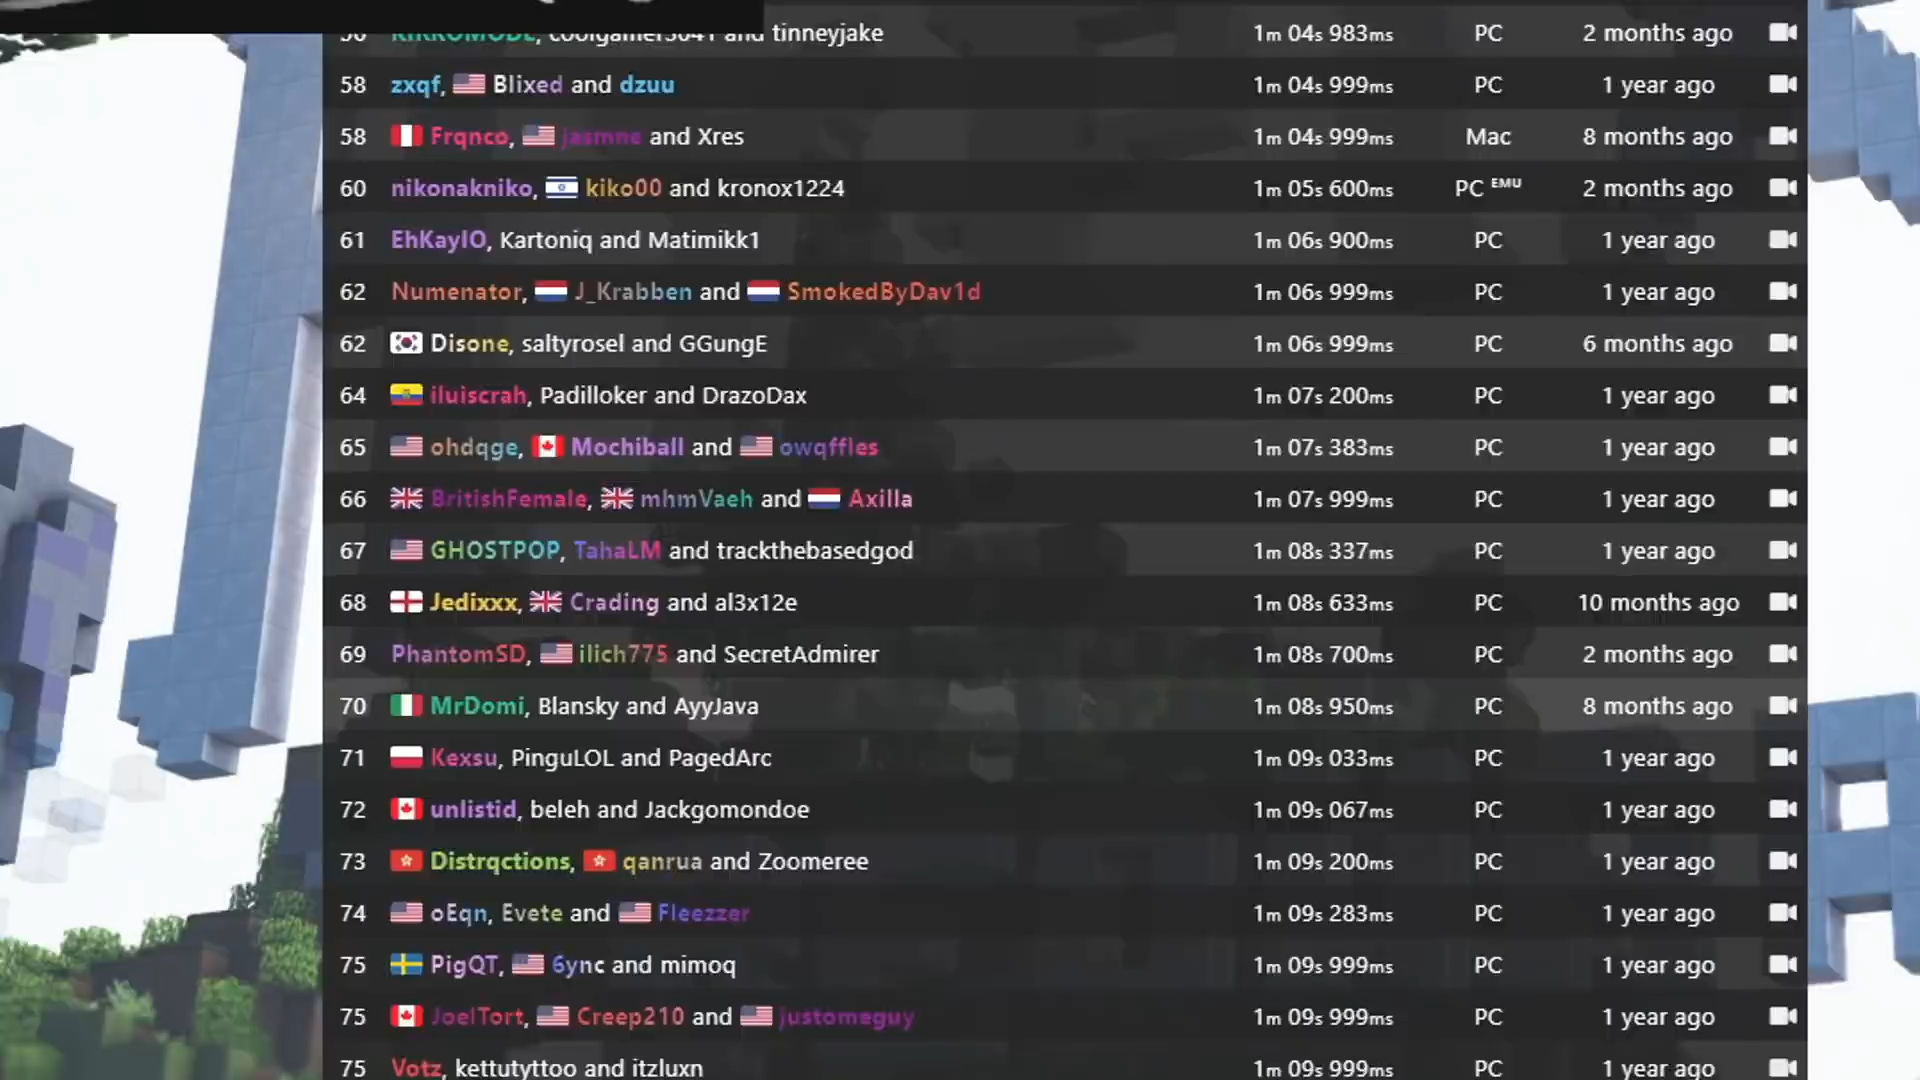 coolgamer3641 and tinneyjake 1m 04s 983ms PC 2 months ago
58 zxqf, Blixed and dzuu 1m 04s 999ms PC 1 year ago
58 Frqnco, jasmne and Xres 1m 04s 999ms Mac 8 months ago
60 nikonakniko, kiko00 and kronox1224 1m 05s 600ms PC EMU 2 months ago
61 EhKayIO, Kartoniq and Matimikk1 1m 06s 900ms PC 1 year ago
62 Numenator, J_Krabben and SmokedByDav1d 1m 06s 999ms PC 1 year ago
62 Disone, saltyrosel and GGungE 1m 06s 999ms PC 6 months ago
64 iluiscrah, Padilloker and DrazoDax 1m 07s 200ms PC 1 year ago
65 ohdqge, Mochiball and owqffles 1m 07s 383ms PC 1 year ago
66 BritishFemale, mhmVaeh and Axilla 1m 07s 999ms PC 1 year ago
67 GHOSTPOP, TahaLM and trackthebasedgod 1m 08s 337ms PC 1 year ago
68 Jedixxx, Crading and al3x12e 1m 08s 633ms PC 10 months ago
69 PhantomSD, ilich775 and SecretAdmirer 1m 08s 700ms PC 2 months ago
70 MrDomi, Blansky and AyyJava 1m 08s 950ms PC 8 months ago
71 Kexsu, PinguLOL and PagedArc 1m 09s 033ms PC 1 year ago
72 unlistid, beleh and Jackgomondoe 1m 09s 067ms PC 1 year ago
73 Distrqctions, qanrua and Zoomeree 1m 09s 200ms PC 1 year ago
74 oEqn, Evete and Fleezzer 1m 09s 283ms PC 1 year ago
75 PigQT, 6ync and mimoq 1m 09s 999ms PC 1 year ago
75 JoelTort, Creep210 and justomeguy 1m 09s 999ms PC 1 year ago
75 Votz, kettutyttoo and itzluxn 1m 09s 999ms PC 1 year ago